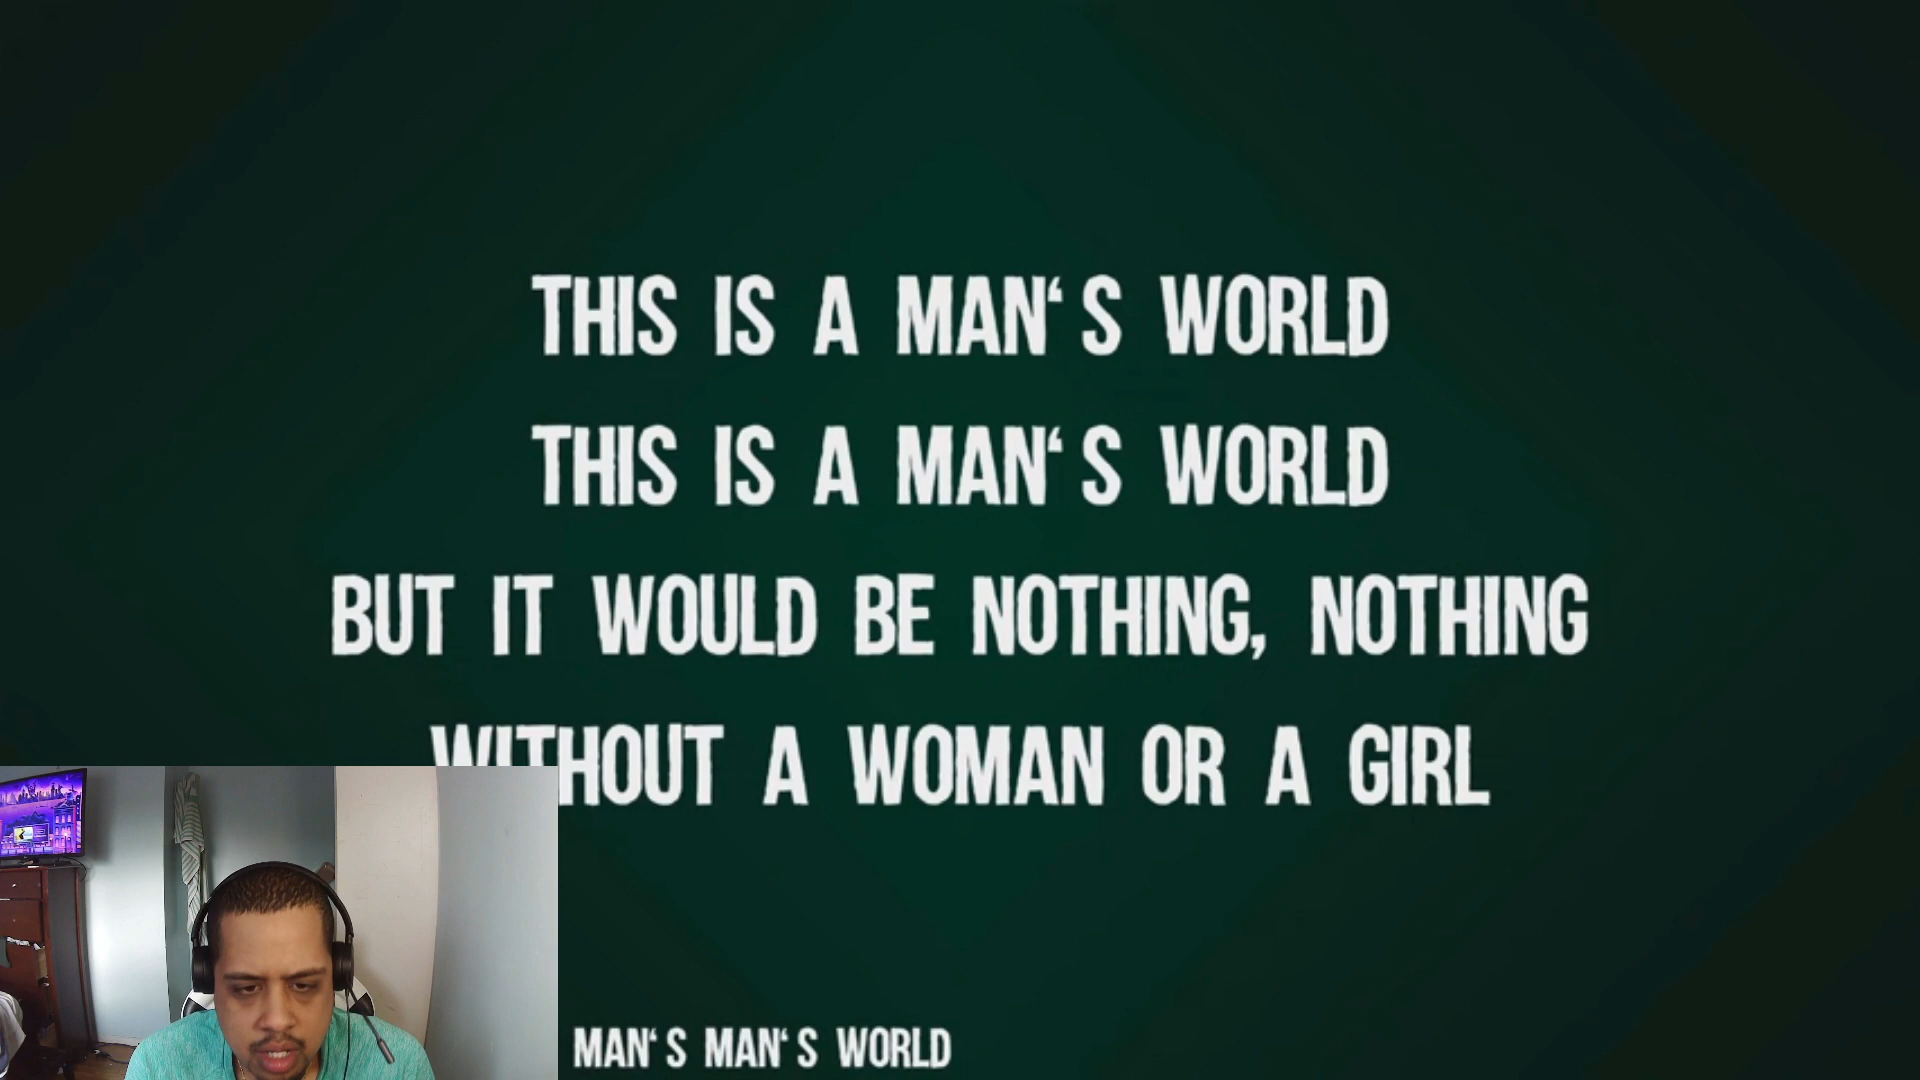 THIS IS A MAN‘S WORLD
THIS IS A MAN‘S WORLD
BUT IT WOULD BE NOTHING, NOTHING
WITHOUT A WOMAN OR A GIRL
MAN‘S MAN‘S WORLD